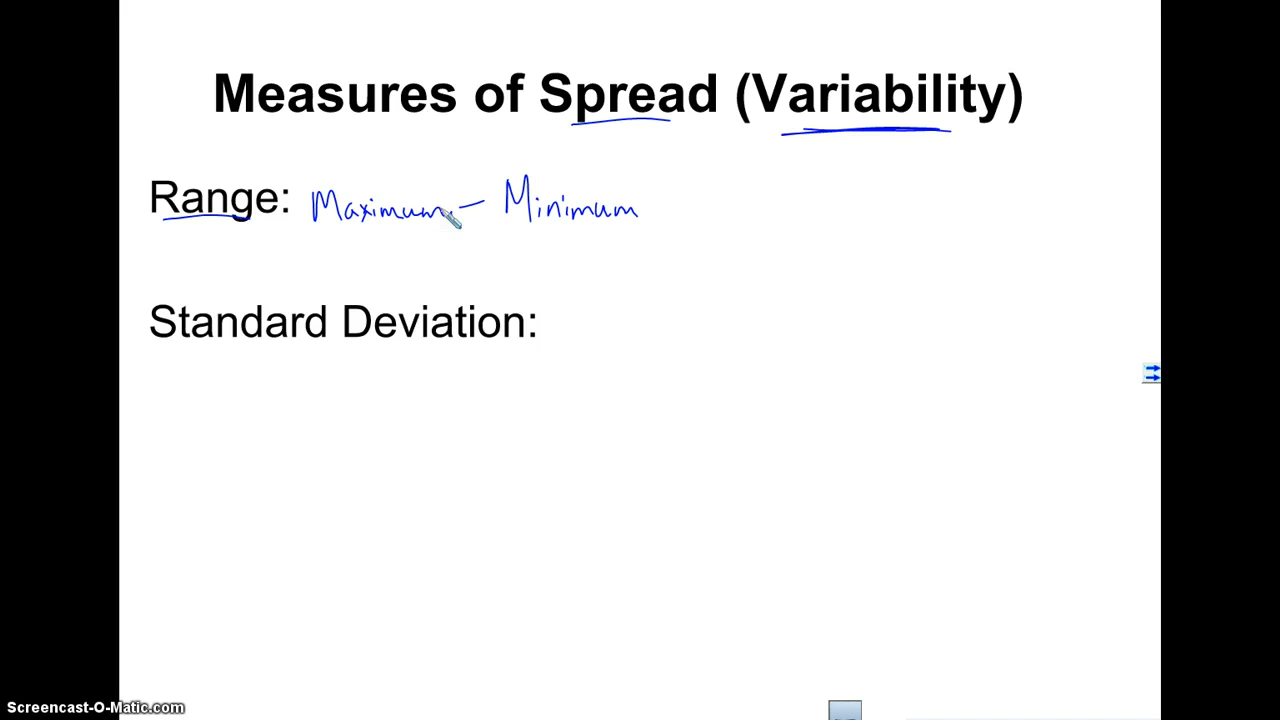 Measures of Spread (Variability)
Range: Maximum - Minimum
Standard Deviation:
Screencast-O-Matic.com